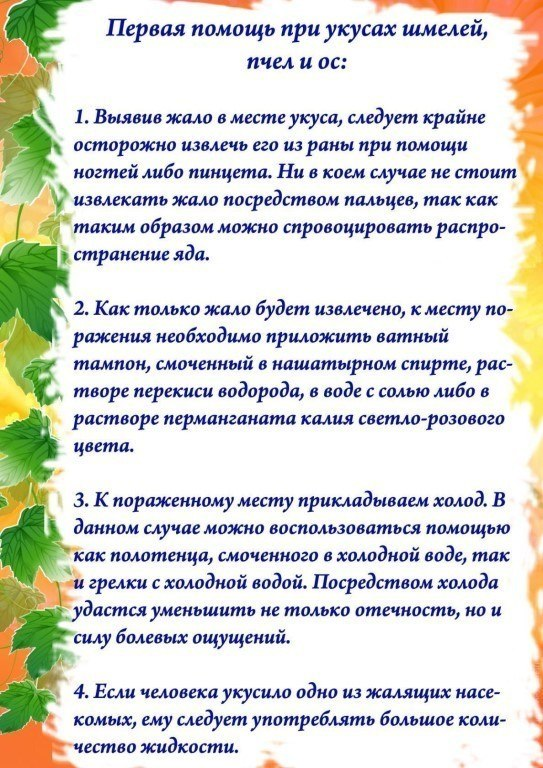 Первая помощь при укусах шмелей,
пчел и ос:
1. Выявив жало в месте укуса, следует крайне
осторожно извлечь его из раны при помощи
ногтей либо пинцета. Ни в коем случае не стоит
извлекать жало посредством пальцев, так как
таким образом можно спровоцировать распро-
странение яда.
2. Как только жало будет извлечено, к месту по-
ражения необходимо приложить ватный
тампон, смоченный в нашатырном спирте, рас-
творе перекиси водорода, в воде с солью либо в
растворе перманганата калия светло-розового
цвета.
3. К пораженному месту прикладываем холод. В
данном случае можно воспользоваться помощью
как полотенца, смоченного в холодной воде, так
и грелки с холодной водой. Посредством холода
удастся уменьшить не только отечность, но и
силу болевых ощущений.
4. Если человека укусило одно из жалящих насе-
комых, ему следует употреблять большое коли-
чество жидкости.